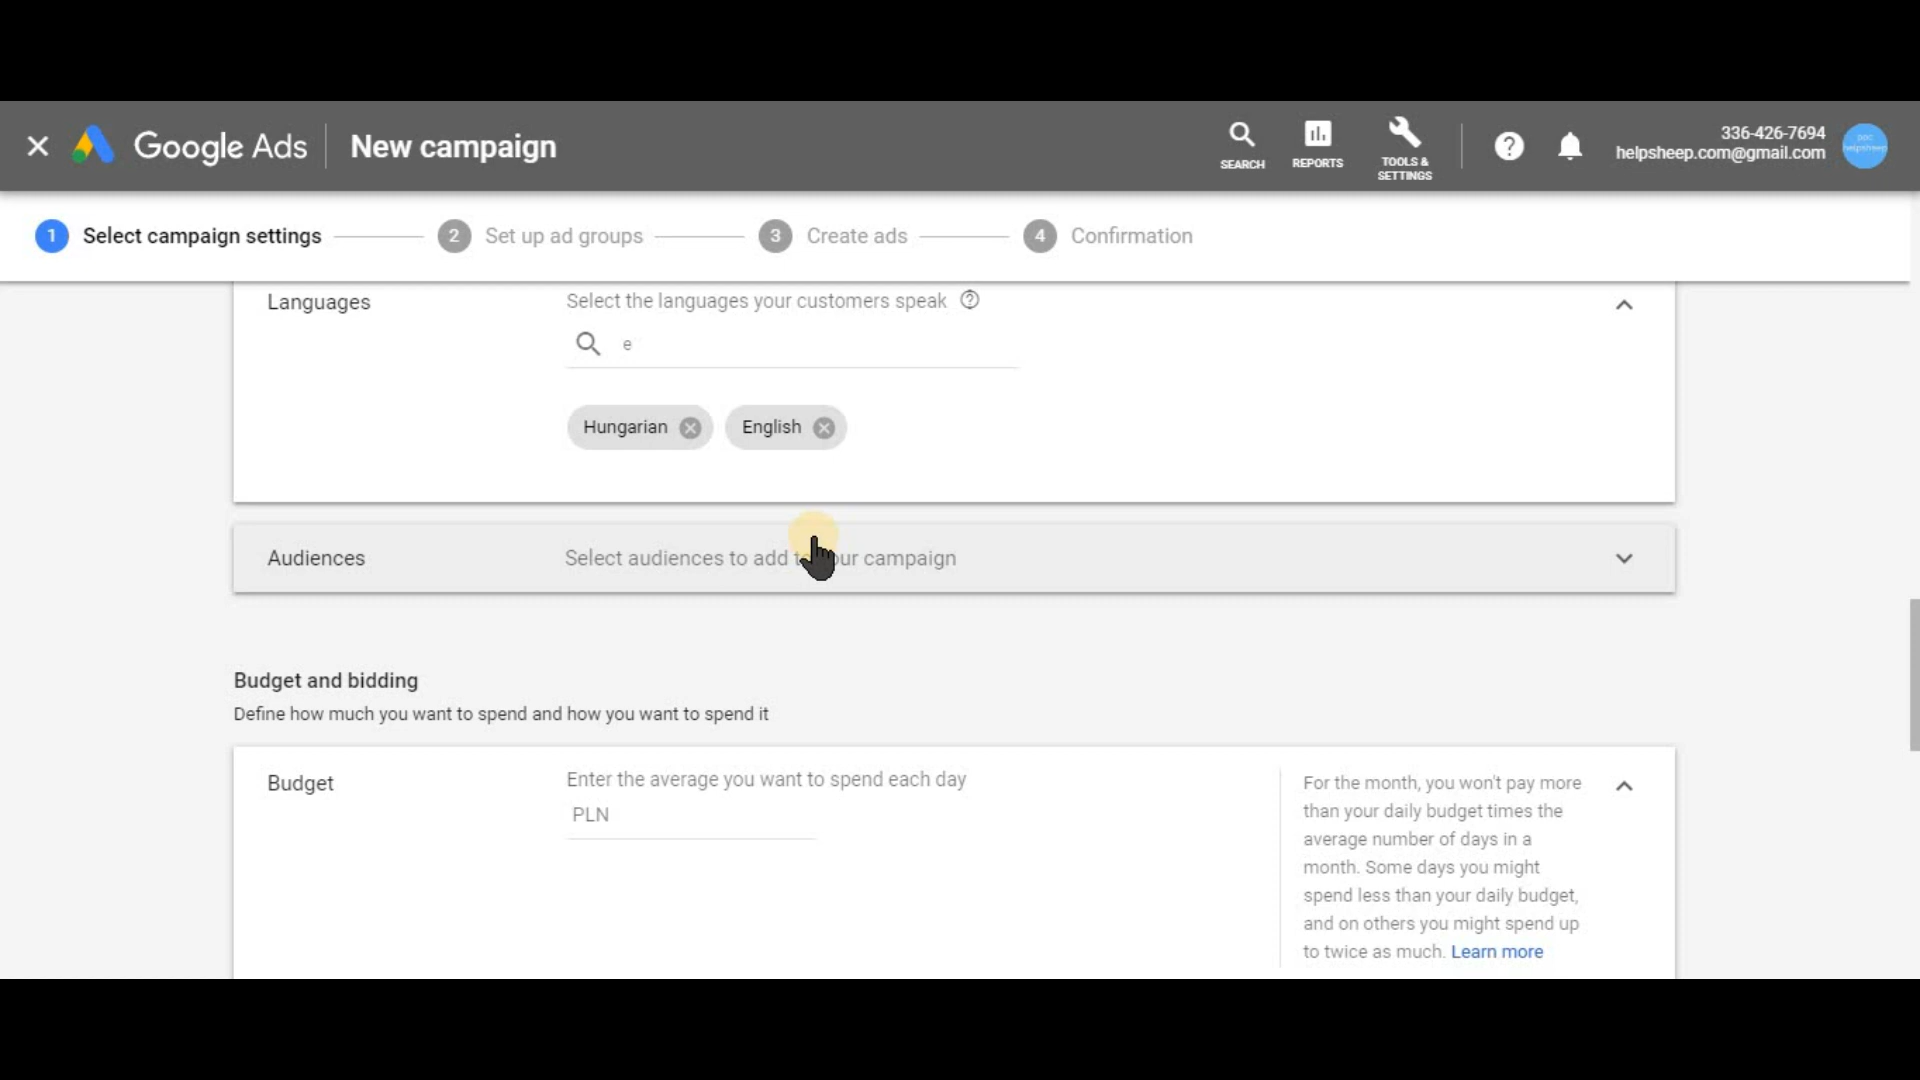 Google Ads
New campaign
SEARCH
REPORTS
TOOLS &
SETTINGS
336-426-7694
helpsheep.com@gmail.com
1 Select campaign settings
2 Set up ad groups
3 Create ads
4 Confirmation
Languages
Select the languages your customers speak
e
Hungarian
English
Audiences
Select audiences to add to your campaign
Budget and bidding
Define how much you want to spend and how you want to spend it
Budget
Enter the average you want to spend each day
PLN
For the month, you won't pay more
than your daily budget times the
average number of days in a
month. Some days you might
spend less than your daily budget,
and on others you might spend up
to twice as much. Learn more